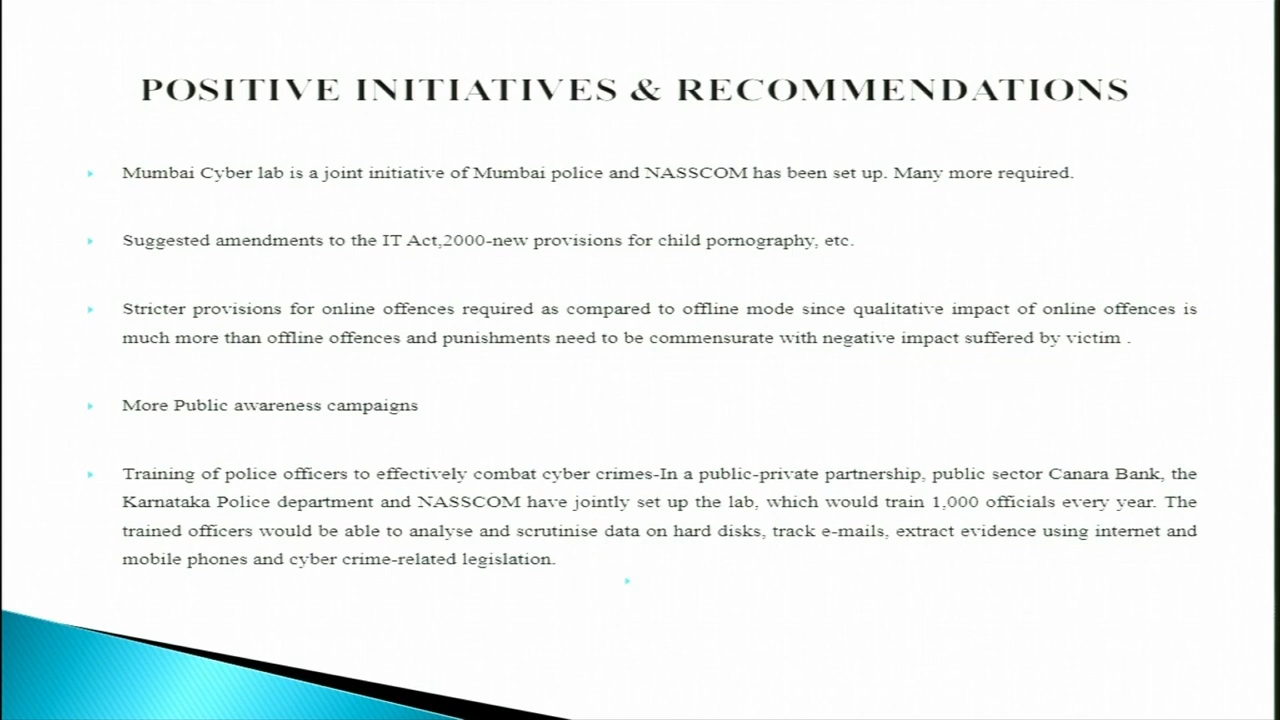 POSITIVE INITIATIVES & RECOMMENDATIONS
Mumbai Cyber lab is a joint initiative of Mumbai police and NASSCOM has been set up. Many more required.
Suggested amendments to the IT Act,2000-new provisions for child pornography, etc.
Stricter provisions for online offences required as compared to offline mode since qualitative impact of online offences is
much more than offline offences and punishments need to be commensurate with negative impact suffered by victim .
More Public awareness campaigns
Training of police officers to effectively combat cyber crimes-In a public-private partnership, public sector Canara Bank, the
Karnataka Police department and NASSCOM have jointly set up the lab, which would train 1,000 officials every year. The
trained officers would be able to analyse and scrutinise data on hard disks, track e-mails, extract evidence using internet and
mobile phones and cyber crime-related legislation.